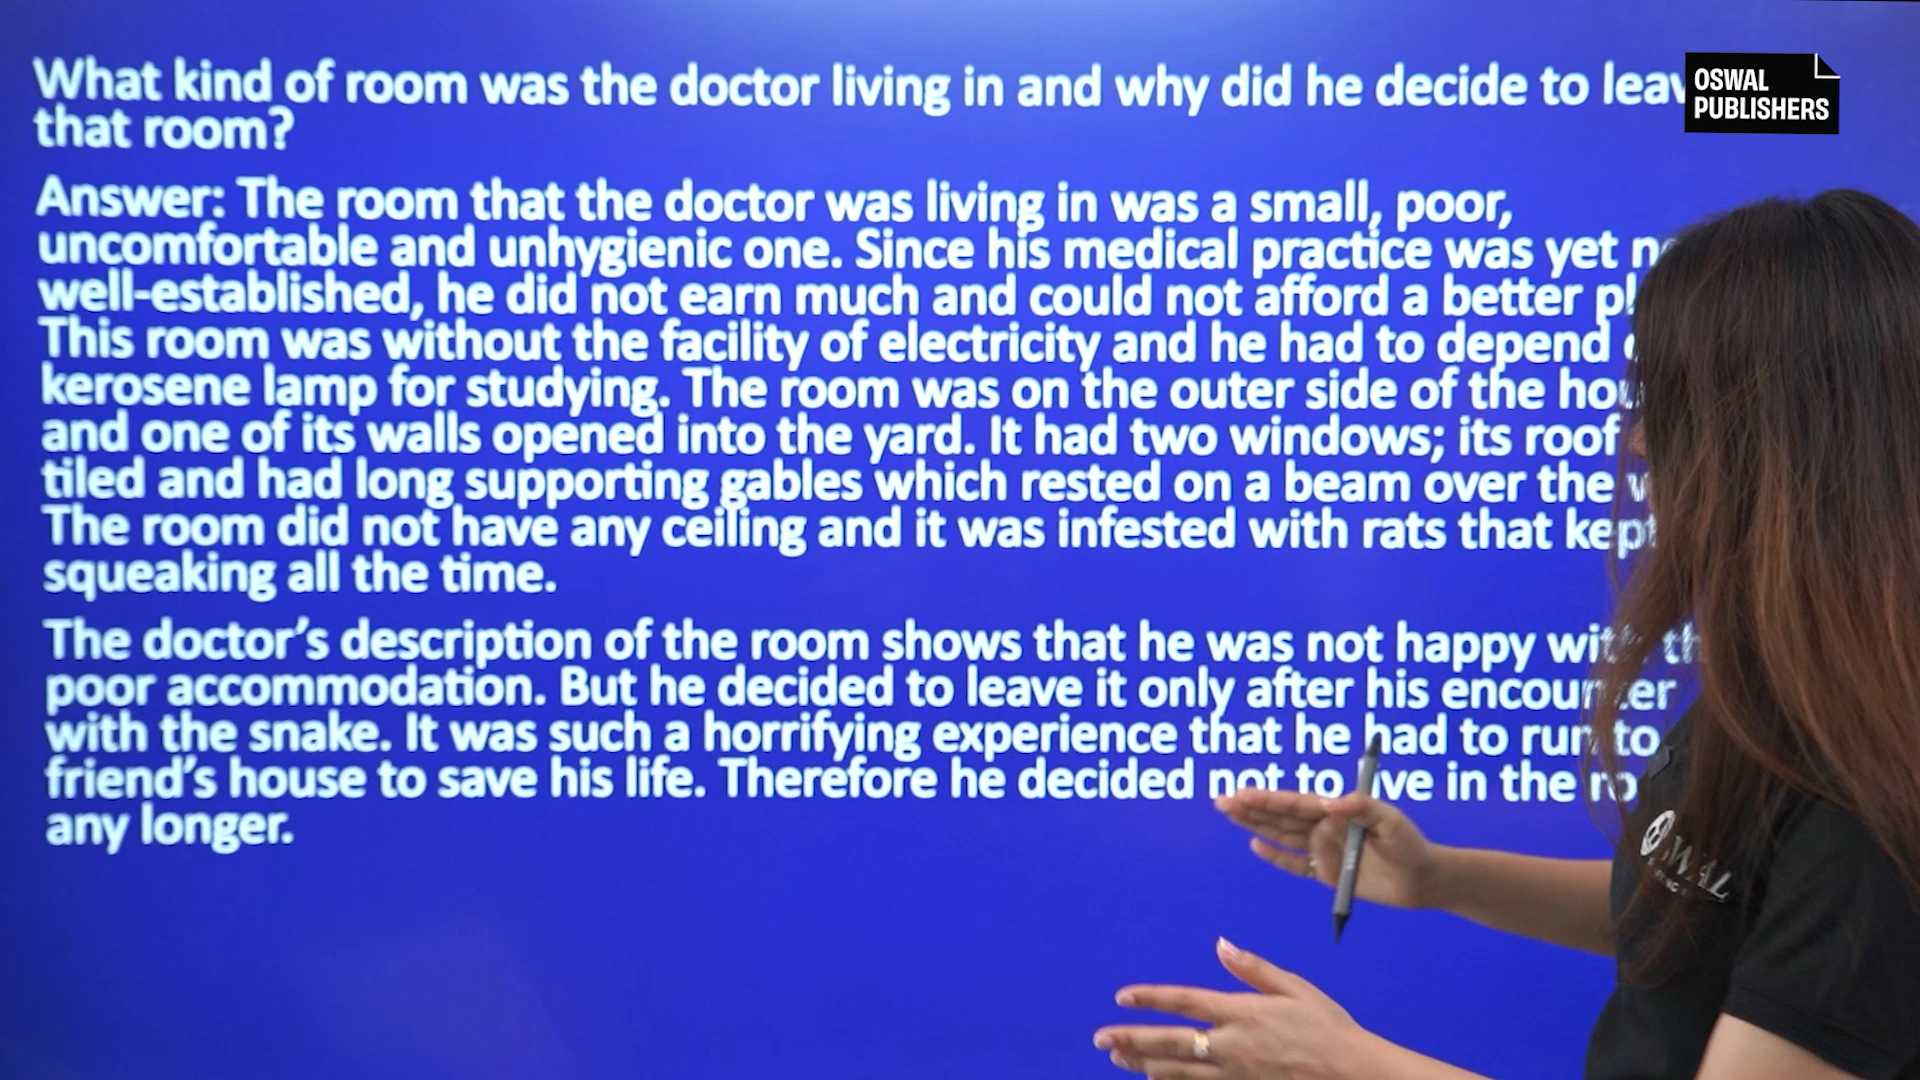 What kind of room was the doctor living in and why did he decide to
that room?
OSWAL
PUBLISHERS
Answer: The room that the doctor was living in was a small, poor,
uncomfortable and unhygienic one. Since his medical practice was yet
well-established, he did not earn much and could not afford a better
This room was without the facility of electricity and he had to depend
kerosene lamp for studying. The room was on the outer side of the
and one of its walls opened into the yard. It had two windows; its roof
tiled and had long supporting gables which rested on a beam over the
The room did not have any ceiling and it was infested with rats that kept
squeaking all the time.
The doctor's description of the room shows that he was not happy
poor accommodation. But he decided to leave it only after his encounter
with the snake. It was such a horrifying experience that he had to run to
friend's house to save his life. Therefore he decided not to live in the
any longer.